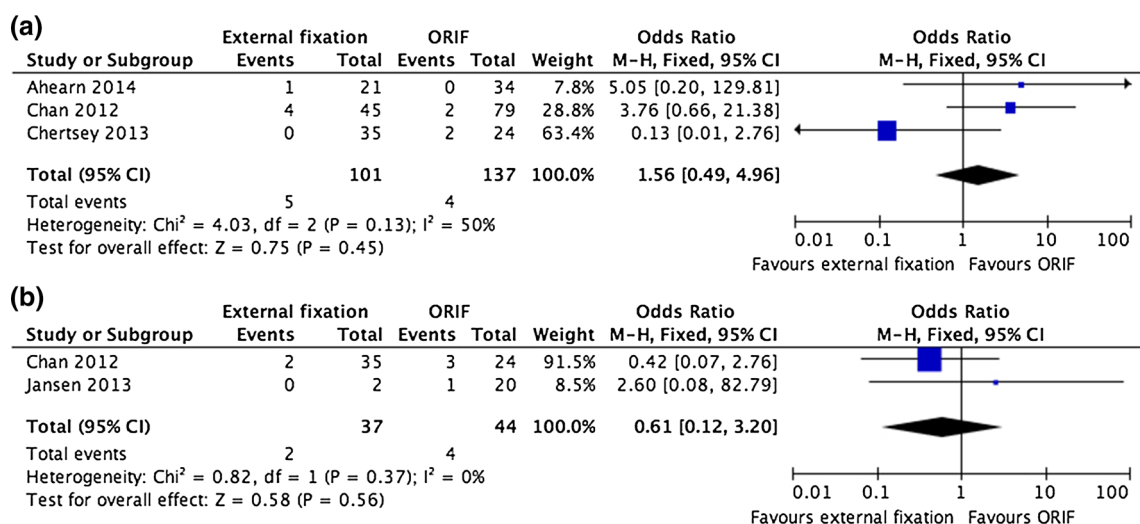 (a)
External fixation ORIF Odds Ratio Odds Ratio
Study or Subgroup Events Total Events Total Weight M-H, Fixed, 95% CI M-H, Fixed, 95% CI
Ahearn 2014 1 21 0 34 7.8% 5.05 [0.20, 129.81]
Chan 2012 4 45 2 79 28.8% 3.76 [0.66, 21.38]
Chertsey 2013 0 35 2 24 63.4% 0.13 [0.01, 2.76]
Total (95% CI) 101 137 100.0% 1.56 [0.49, 4.96]
Total events 5 4
Heterogeneity: Chi² = 4.03, df = 2 (P = 0.13); I² = 50%
Test for overall effect: Z = 0.75 (P = 0.45)
0.01 0.1 1 10 100
Favours external fixation Favours ORIF
(b)
External fixation ORIF Odds Ratio Odds Ratio
Study or Subgroup Events Total Events Total Weight M-H, Fixed, 95% CI M-H, Fixed, 95% CI
Chan 2012 2 35 3 24 91.5% 0.42 [0.07, 2.76]
Jansen 2013 0 2 1 20 8.5% 2.60 [0.08, 82.79]
Total (95% CI) 37 44 100.0% 0.61 [0.12, 3.20]
Total events 2 4
Heterogeneity: Chi² = 0.82, df = 1 (P = 0.37); I² = 0%
Test for overall effect: Z = 0.58 (P = 0.56)
0.01 0.1 1 10 100
Favours external fixation Favours ORIF